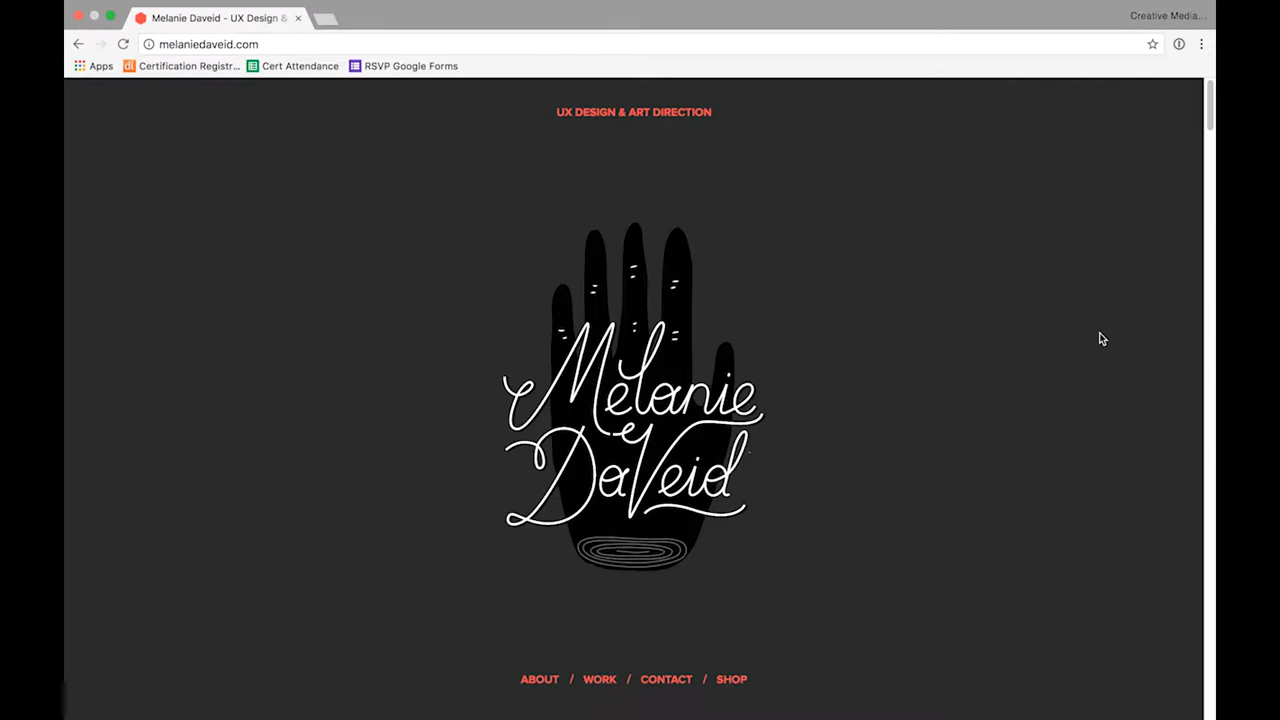 Melanie Daveid - UX Design &
Creative Media...
melaniedaveid.com
Apps
Certification Registr...
Cert Attendance
RSVP Google Forms
UX DESIGN & ART DIRECTION
Melanie
DaVeid
ABOUT / WORK / CONTACT / SHOP